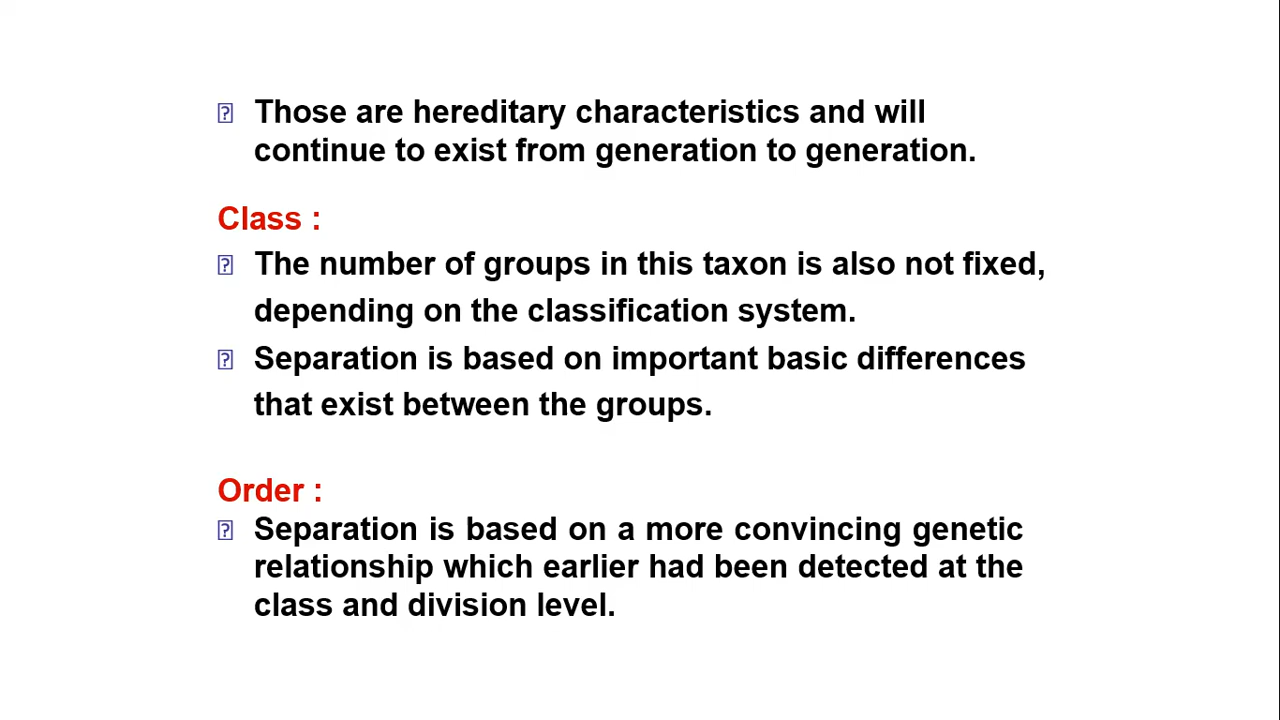 Those are hereditary characteristics and will
continue to exist from generation to generation.
Class :
The number of groups in this taxon is also not fixed,
depending on the classification system.
Separation is based on important basic differences
that exist between the groups.
Order :
Separation is based on a more convincing genetic
relationship which earlier had been detected at the
class and division level.